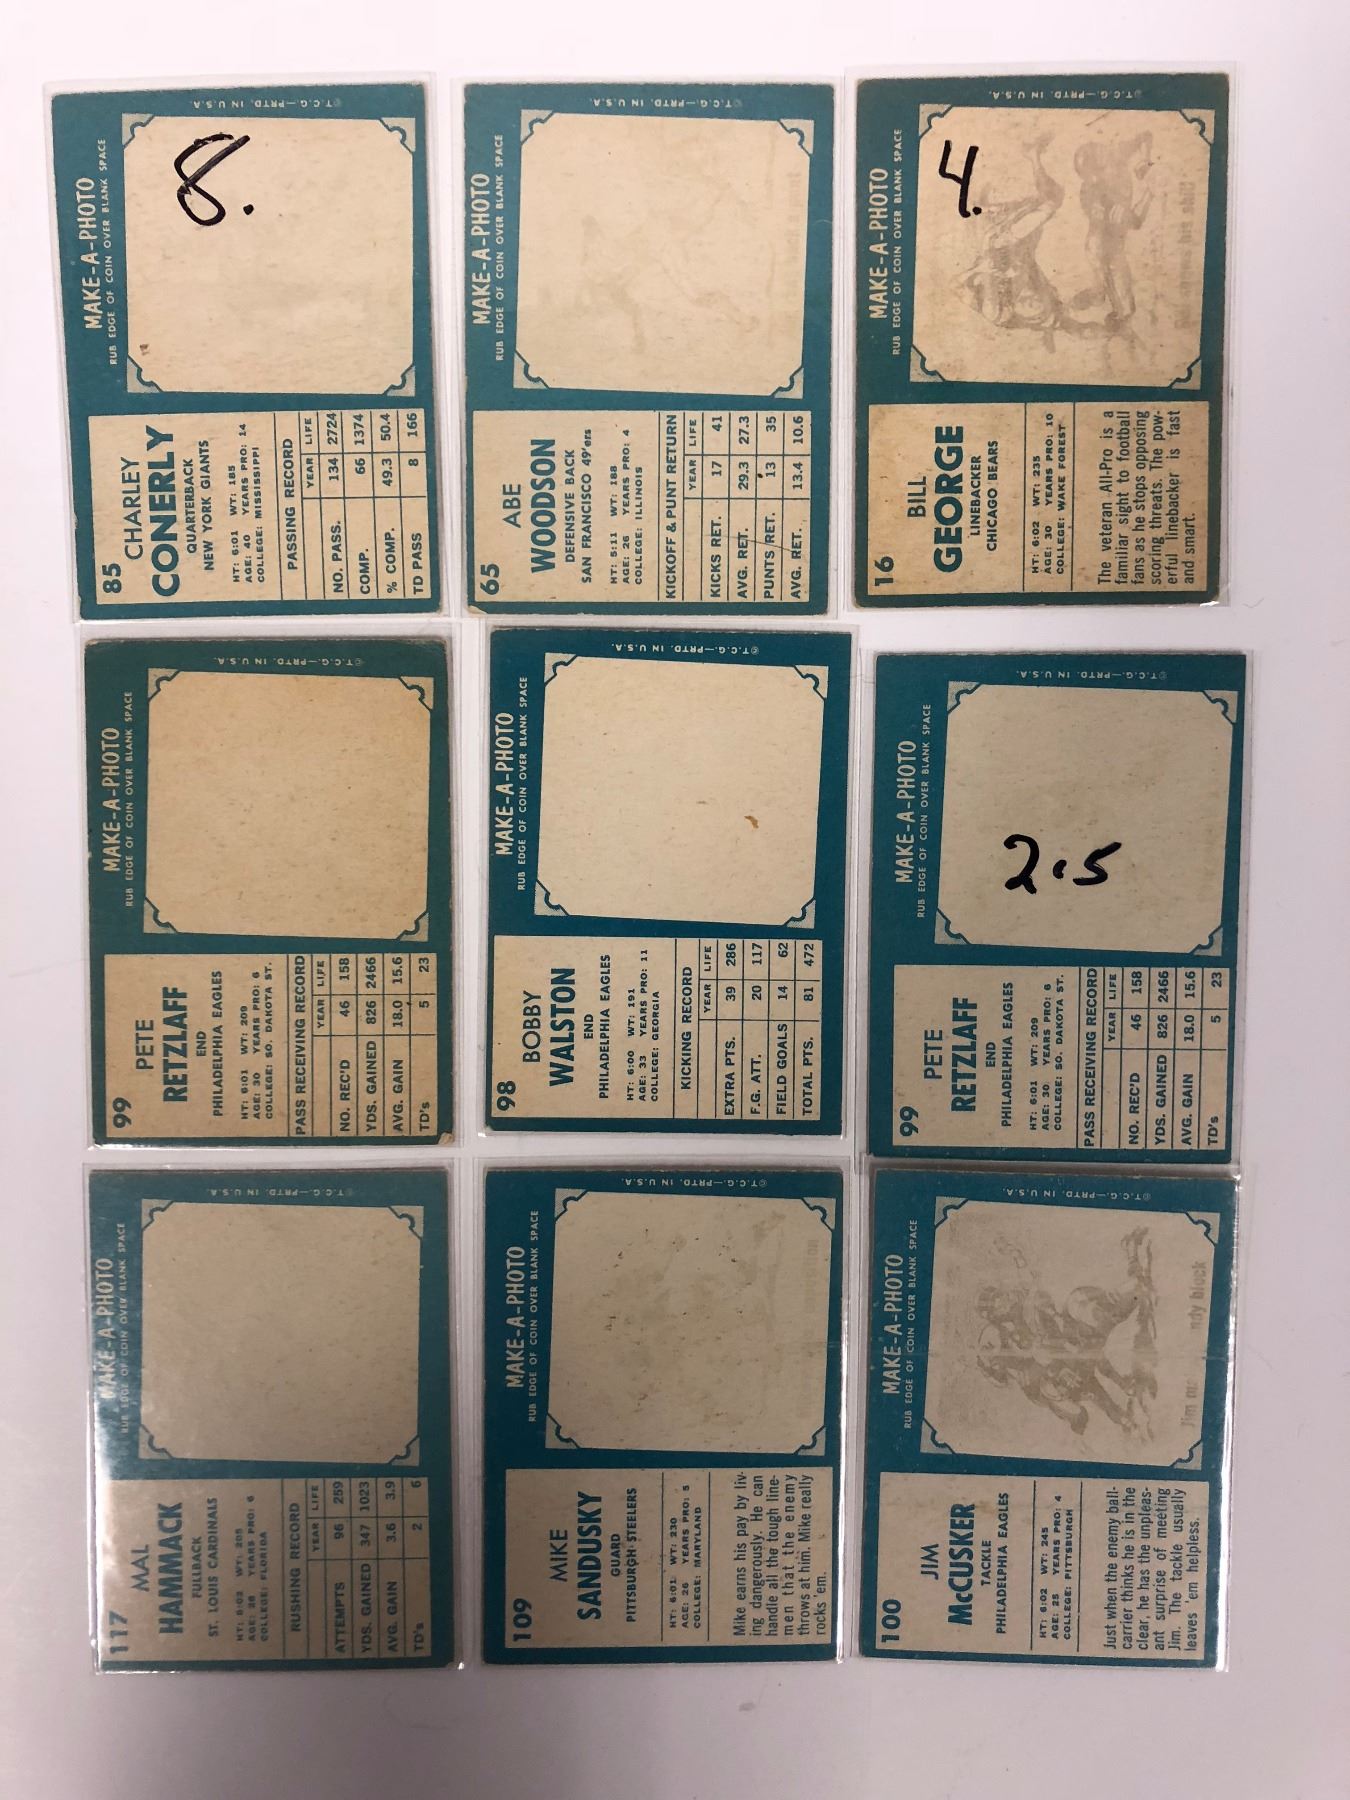 85
CHARLEY
CONERLY
QUARTERBACK
NEW YORK GIANTS
HT: 6:01 WT: 185
AGE: 40 YEARS PRO: 14
COLLEGE: MISSISSIPPI
PASSING RECORD
YEAR LIFE
NO. PASS. 134 2724
COMP. 66 1374
% COMP. 49.3 50.4
TD PASS 8 166
MAKE-A-PHOTO
RUB EDGE OF COIN OVER BLANK SPACE
8.
©T.C.G.—PRTD. IN U.S.A.
65
ABE
WOODSON
DEFENSIVE BACK
SAN FRANCISCO 49'ers
HT: 5:11 WT: 188
AGE: 26 YEARS PRO: 4
COLLEGE: ILLINOIS
KICKOFF & PUNT RETURN
YEAR LIFE
KICKS RET. 17 41
AVG. RET. 29.3 27.3
PUNTS RET. 13 35
AVG. RET. 13.4 10.6
MAKE-A-PHOTO
RUB EDGE OF COIN OVER BLANK SPACE
©T.C.G.—PRTD. IN U.S.A.
16
BILL
GEORGE
LINEBACKER
CHICAGO BEARS
HT: 6:02 WT: 235
AGE: 30 YEARS PRO: 10
COLLEGE: WAKE FOREST
The veteran All-Pro is a
familiar sight to football
fans as he stops opposing
scoring threats. The pow-
erful linebacker is fast
and smart.
MAKE-A-PHOTO
RUB EDGE OF COIN OVER BLANK SPACE
4.
©T.C.G.—PRTD. IN U.S.A.
99
PETE
RETZLAFF
END
PHILADELPHIA EAGLES
HT: 6:01 WT: 209
AGE: 30 YEARS PRO: 6
COLLEGE: SO. DAKOTA ST.
PASS RECEIVING RECORD
YEAR LIFE
NO. REC'D 46 158
YDS. GAINED 826 2466
AVG. GAIN 18.0 15.6
TD's 5 23
MAKE-A-PHOTO
RUB EDGE OF COIN OVER BLANK SPACE
©T.C.G.—PRTD. IN U.S.A.
98
BOBBY
WALSTON
END
PHILADELPHIA EAGLES
HT: 6:00 WT: 191
AGE: 33 YEARS PRO: 11
COLLEGE: GEORGIA
KICKING RECORD
YEAR LIFE
EXTRA PTS. 39 286
F.G. ATT. 20 117
FIELD GOALS 14 62
TOTAL PTS. 81 472
MAKE-A-PHOTO
RUB EDGE OF COIN OVER BLANK SPACE
©T.C.G.—PRTD. IN U.S.A.
99
PETE
RETZLAFF
END
PHILADELPHIA EAGLES
HT: 6:01 WT: 209
AGE: 30 YEARS PRO: 6
COLLEGE: SO. DAKOTA ST.
PASS RECEIVING RECORD
YEAR LIFE
NO. REC'D 46 158
YDS. GAINED 826 2466
AVG. GAIN 18.0 15.6
TD's 5 23
MAKE-A-PHOTO
RUB EDGE OF COIN OVER BLANK SPACE
2.5
©T.C.G.—PRTD. IN U.S.A.
117
MAL
HAMMACK
FULLBACK
ST. LOUIS CARDINALS
HT: 6:02 WT: 205
AGE: 28 YEARS PRO: 6
COLLEGE: FLORIDA
RUSHING RECORD
YEAR LIFE
ATTEMPTS 96 259
YDS. GAINED 347 1023
AVG. GAIN 3.6 3.9
TD's 2 6
MAKE-A-PHOTO
RUB EDGE OF COIN OVER BLANK SPACE
©T.C.G.—PRTD. IN U.S.A.
109
MIKE
SANDUSKY
GUARD
PITTSBURGH STEELERS
HT: 6:01 WT: 230
AGE: 26 YEARS PRO: 5
COLLEGE: MARYLAND
Mike earns his pay by liv-
ing dangerously. He can
handle all the tough line-
men that the enemy
throws at him. Mike really
rocks 'em.
MAKE-A-PHOTO
RUB EDGE OF COIN OVER BLANK SPACE
©T.C.G.—PRTD. IN U.S.A.
100
JIM
McCUSKER
TACKLE
PHILADELPHIA EAGLES
HT: 6:02 WT: 245
AGE: 25 YEARS PRO: 4
COLLEGE: PITTSBURGH
Just when the enemy ball-
carrier thinks he is in the
clear, he has the unpleas-
ant surprise of meeting
Jim. The tackle usually
leaves 'em helpless.
MAKE-A-PHOTO
RUB EDGE OF COIN OVER BLANK SPACE
Jim block
©T.C.G.—PRTD. IN U.S.A.